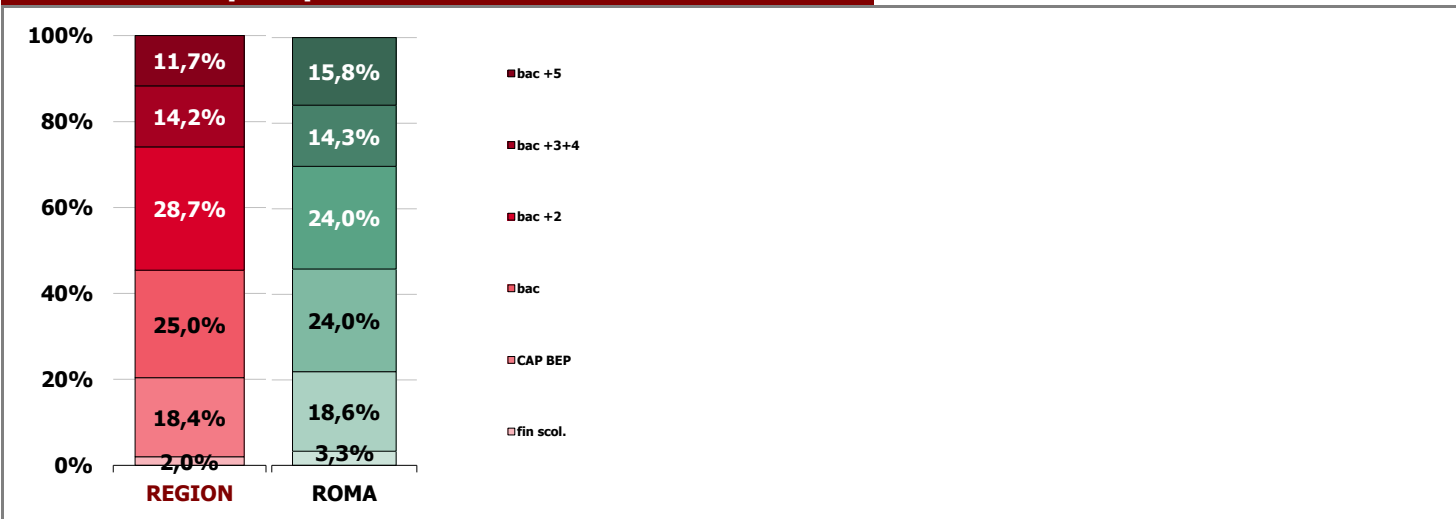 100%
80%
60%
40%
20%
0%
11,7%
14,2%
28,7%
25,0%
18,4%
2,0%
REGION
15,8%
14,3%
24,0%
24,0%
18,6%
3,3%
ROMA
bac +5
bac +3+4
bac +2
bac
CAP BEP
fin scol.